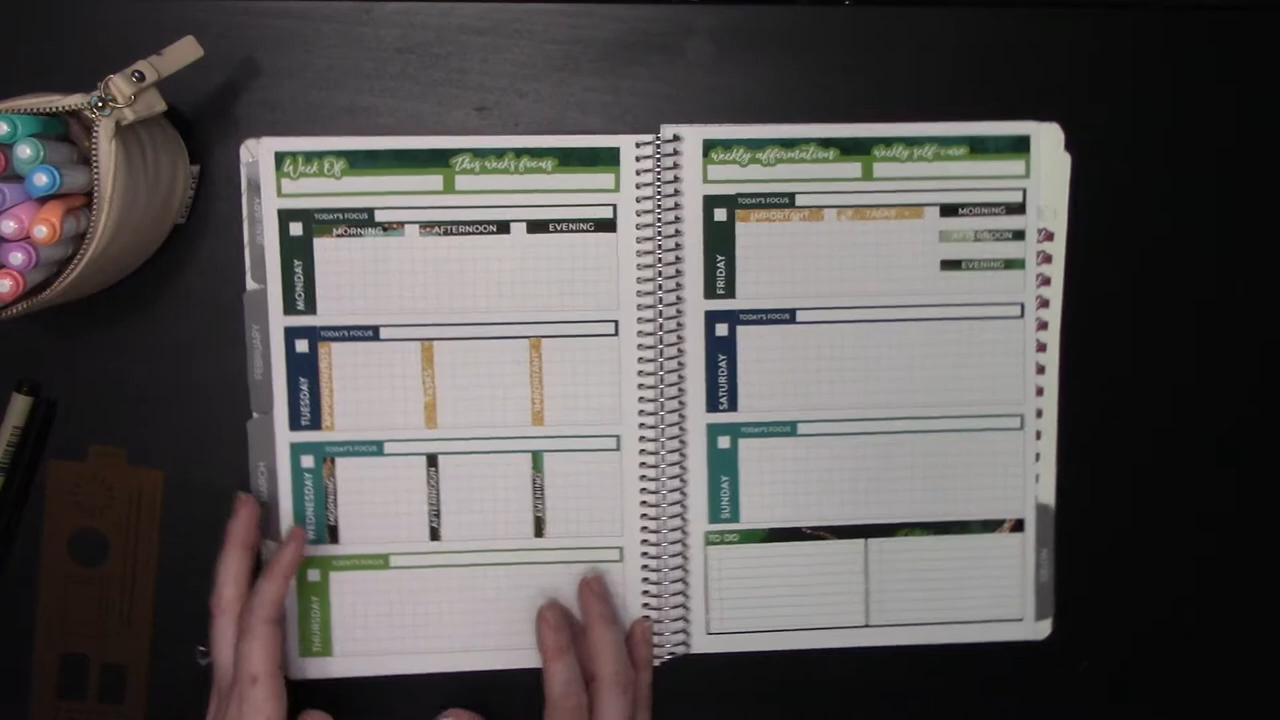 Week Of
This weeks focus
TODAY'S FOCUS
MORNING
AFTERNOON
EVENING
MONDAY
TODAY'S FOCUS
TUESDAY
APPOINTMENTS
TASKS
IMPORTANT
TODAY'S FOCUS
WEDNESDAY
MORNING
AFTERNOON
EVENING
TODAY'S FOCUS
THURSDAY
weekly affirmation
weekly self-care
TODAY'S FOCUS
IMPORTANT
TASKS
MORNING
AFTERNOON
EVENING
FRIDAY
TODAY'S FOCUS
SATURDAY
TODAY'S FOCUS
SUNDAY
TO DO
JANUARY
FEBRUARY